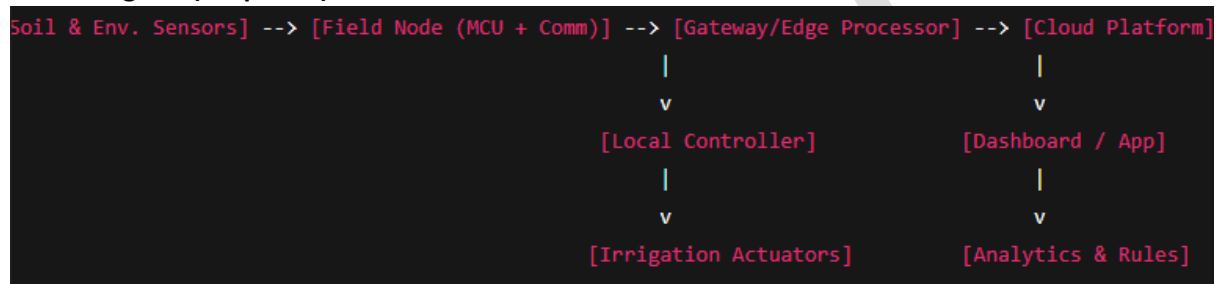 Soil & Env. Sensors] --> [Field Node (MCU + Comm)] --> [Gateway/Edge Processor] --> [Cloud Platform]
| |
v v
[Local Controller] [Dashboard / App]
| |
v v
[Irrigation Actuators] [Analytics & Rules]